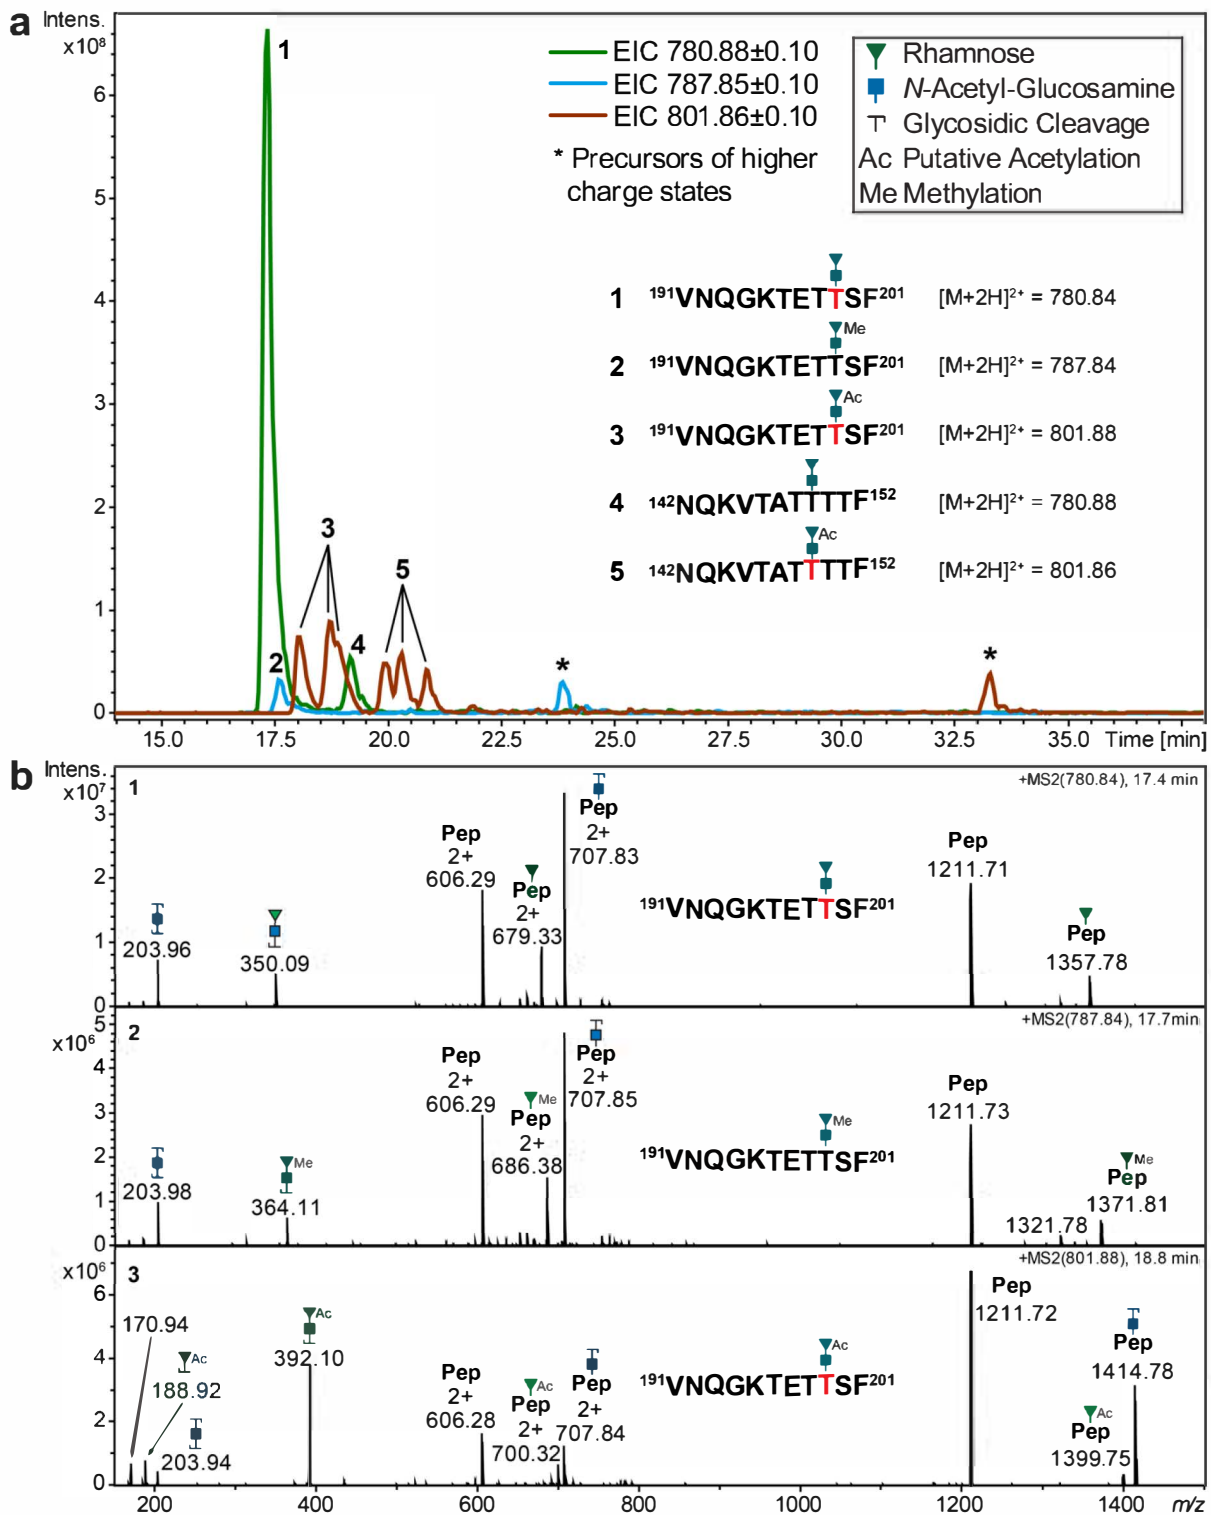 a
Intens.
x10⁸
1
EIC 780.88±0.10
EIC 787.85±0.10
EIC 801.86±0.10
* Precursors of higher
charge states
Rhamnose
N-Acetyl-Glucosamine
Glycosidic Cleavage
Ac Putative Acetylation
Me Methylation
6
5
4
3
2
1
0
1 ¹⁹¹VNQGKTETTSF²⁰¹ [M+2H]²⁺ = 780.84
Me
2 ¹⁹¹VNQGKTETTSF²⁰¹ [M+2H]²⁺ = 787.84
Ac
3 ¹⁹¹VNQGKTETTSF²⁰¹ [M+2H]²⁺ = 801.88
4 ¹⁴²NQKVTATTTTF¹⁵² [M+2H]²⁺ = 780.88
Ac
5 ¹⁴²NQKVTATTTTF¹⁵² [M+2H]²⁺ = 801.86
2
3
4
5
*
*
15.0 17.5 20.0 22.5 25.0 27.5 30.0 32.5 35.0 Time [min]
b
Intens.
x10⁷
1
+MS2(780.84), 17.4 min
3
2
1
0
203.96
350.09
Pep
2+
606.29
Pep
2+
679.33
Pep
2+
707.83
¹⁹¹VNQGKTETTSF²⁰¹
Pep
1211.71
Pep
1357.78
2
+MS2(787.84), 17.7min
5
x10⁶
4
3
2
1
0
203.98
Me
364.11
Pep
2+
606.29
Me
Pep
2+
686.38
Pep
2+
707.85
Me
¹⁹¹VNQGKTETTSF²⁰¹
Pep
1211.73
1321.78
Me
Pep
1371.81
3
+MS2(801.88), 18.8 min
x10⁶
6
4
2
0
170.94
Ac
188.92
203.94
Ac
392.10
Pep
2+
606.28
Ac
Pep
2+
700.32
Pep
2+
707.84
Ac
¹⁹¹VNQGKTETTSF²⁰¹
Pep
1211.72
Pep
1414.78
Ac
Pep
1399.75
200 400 600 800 1000 1200 1400 m/z